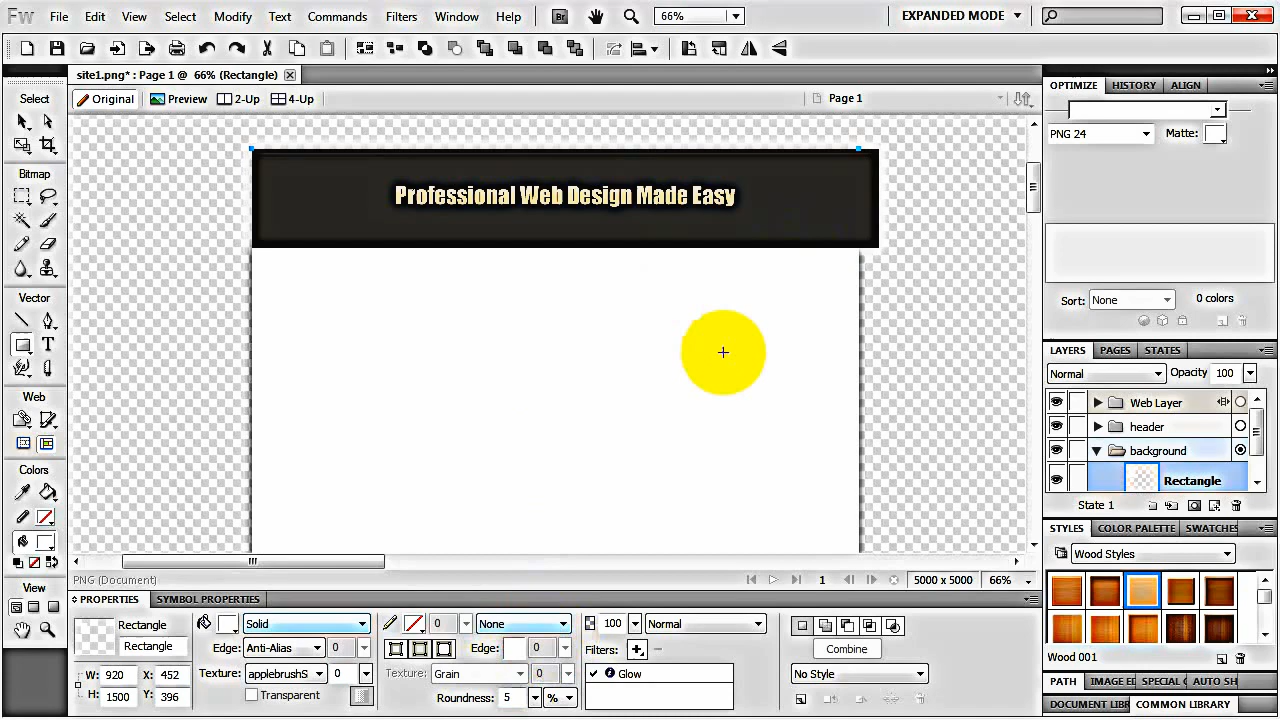 Fw File Edit View Select Modify Text Commands Filters Window Help Br 66% EXPANDED MODE
site1.png* : Page 1 @ 66% (Rectangle)
Original Preview 2-Up 4-Up Page 1
Select
Bitmap
Vector
T
Web
Colors
View
Professional Web Design Made Easy
OPTIMIZE HISTORY ALIGN
PNG 24 Matte:
Sort: None 0 colors
LAYERS PAGES STATES
Normal Opacity 100
Web Layer
header
background
Rectangle
State 1
STYLES COLOR PALETTE SWATCHES
Wood Styles
Wood 001
PATH IMAGE E SPECIAL AUTO SH
DOCUMENT LIBR COMMON LIBRARY
PNG (Document) 1 5000 x 5000 66%
PROPERTIES SYMBOL PROPERTIES
Rectangle Solid 0 None 100 Normal
Rectangle Edge: Anti-Alias 0 Edge: 0 Filters: Combine
W: 920 X: 452 Texture: applebrushS 0 Texture: Grain 0 Glow No Style
H: 1500 Y: 396 Transparent Roundness: 5 %